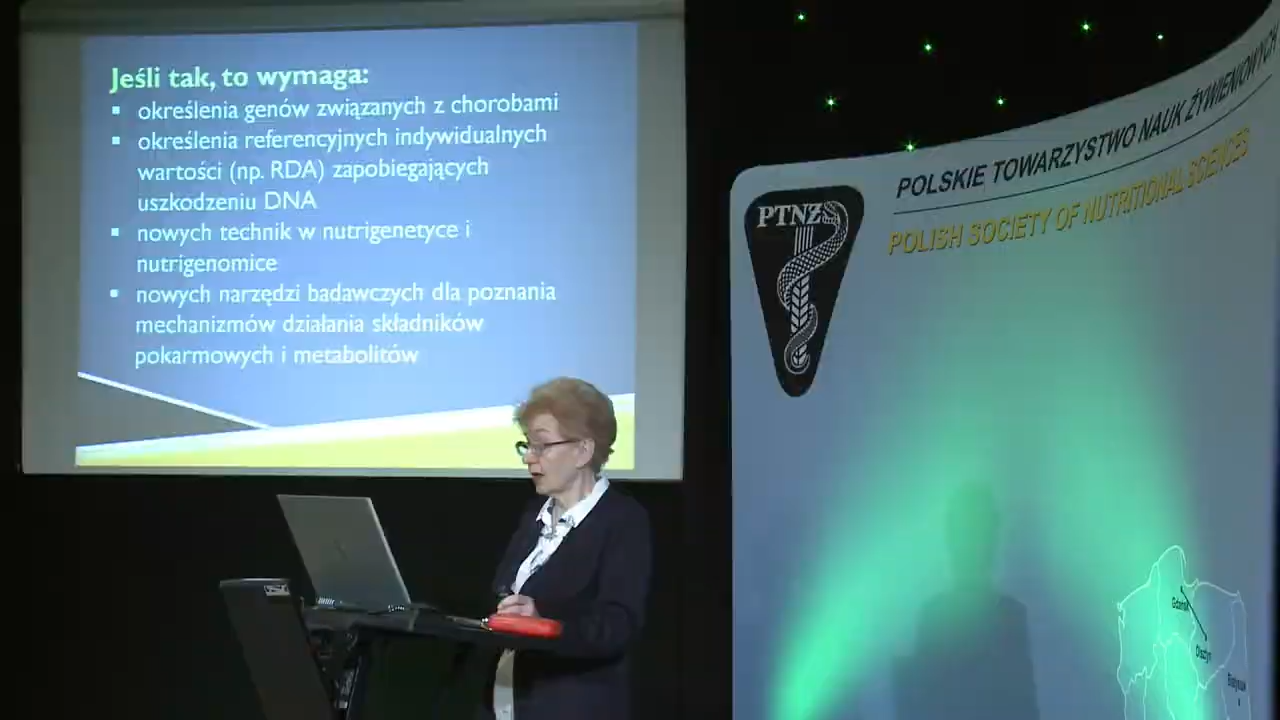 Jeśli tak, to wymaga:
▪ określenia genów związanych z chorobami
▪ określenia referencyjnych indywidualnych
wartości (np. RDA) zapobiegających
uszkodzeniu DNA
▪ nowych technik w nutrigenetyce i
nutrigenomice
▪ nowych narzędzi badawczych dla poznania
mechanizmów działania składników
pokarmowych i metabolitów
PTNŻ
POLSKIE TOWARZYSTWO NAUK ŻYWIENIOWYCH
POLISH SOCIETY OF NUTRITIONAL SCIENCES
Gdańsk
Olsztyn
Białystok